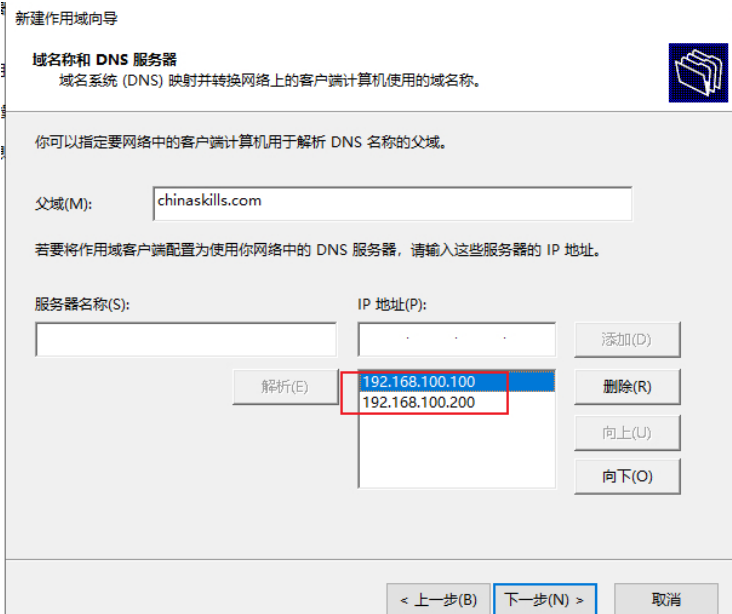 新建作用域向导
域名称和 DNS 服务器
域名系统 (DNS) 映射并转换网络上的客户端计算机使用的域名称。
你可以指定要网络中的客户端计算机用于解析 DNS 名称的父域。
父域(M): chinaskills.com
若要将作用域客户端配置为使用你网络中的 DNS 服务器，请输入这些服务器的 IP 地址。
服务器名称(S): IP 地址(P):
添加(D)
解析(E) 192.168.100.100 删除(R)
192.168.100.200
向上(U)
向下(O)
< 上一步(B) 下一步(N) > 取消